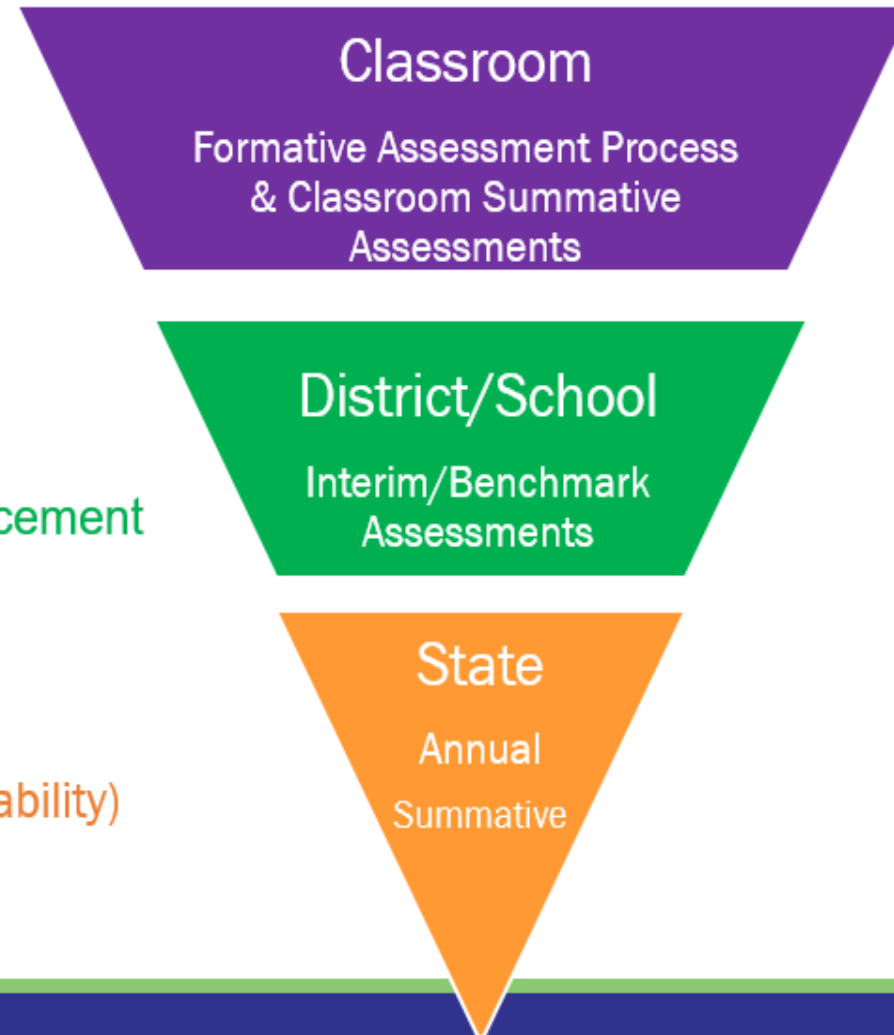 Classroom
Formative Assessment Process
& Classroom Summative
Assessments
District/School
Interim/Benchmark
Assessments
cement
State
Annual
Summative
ability)